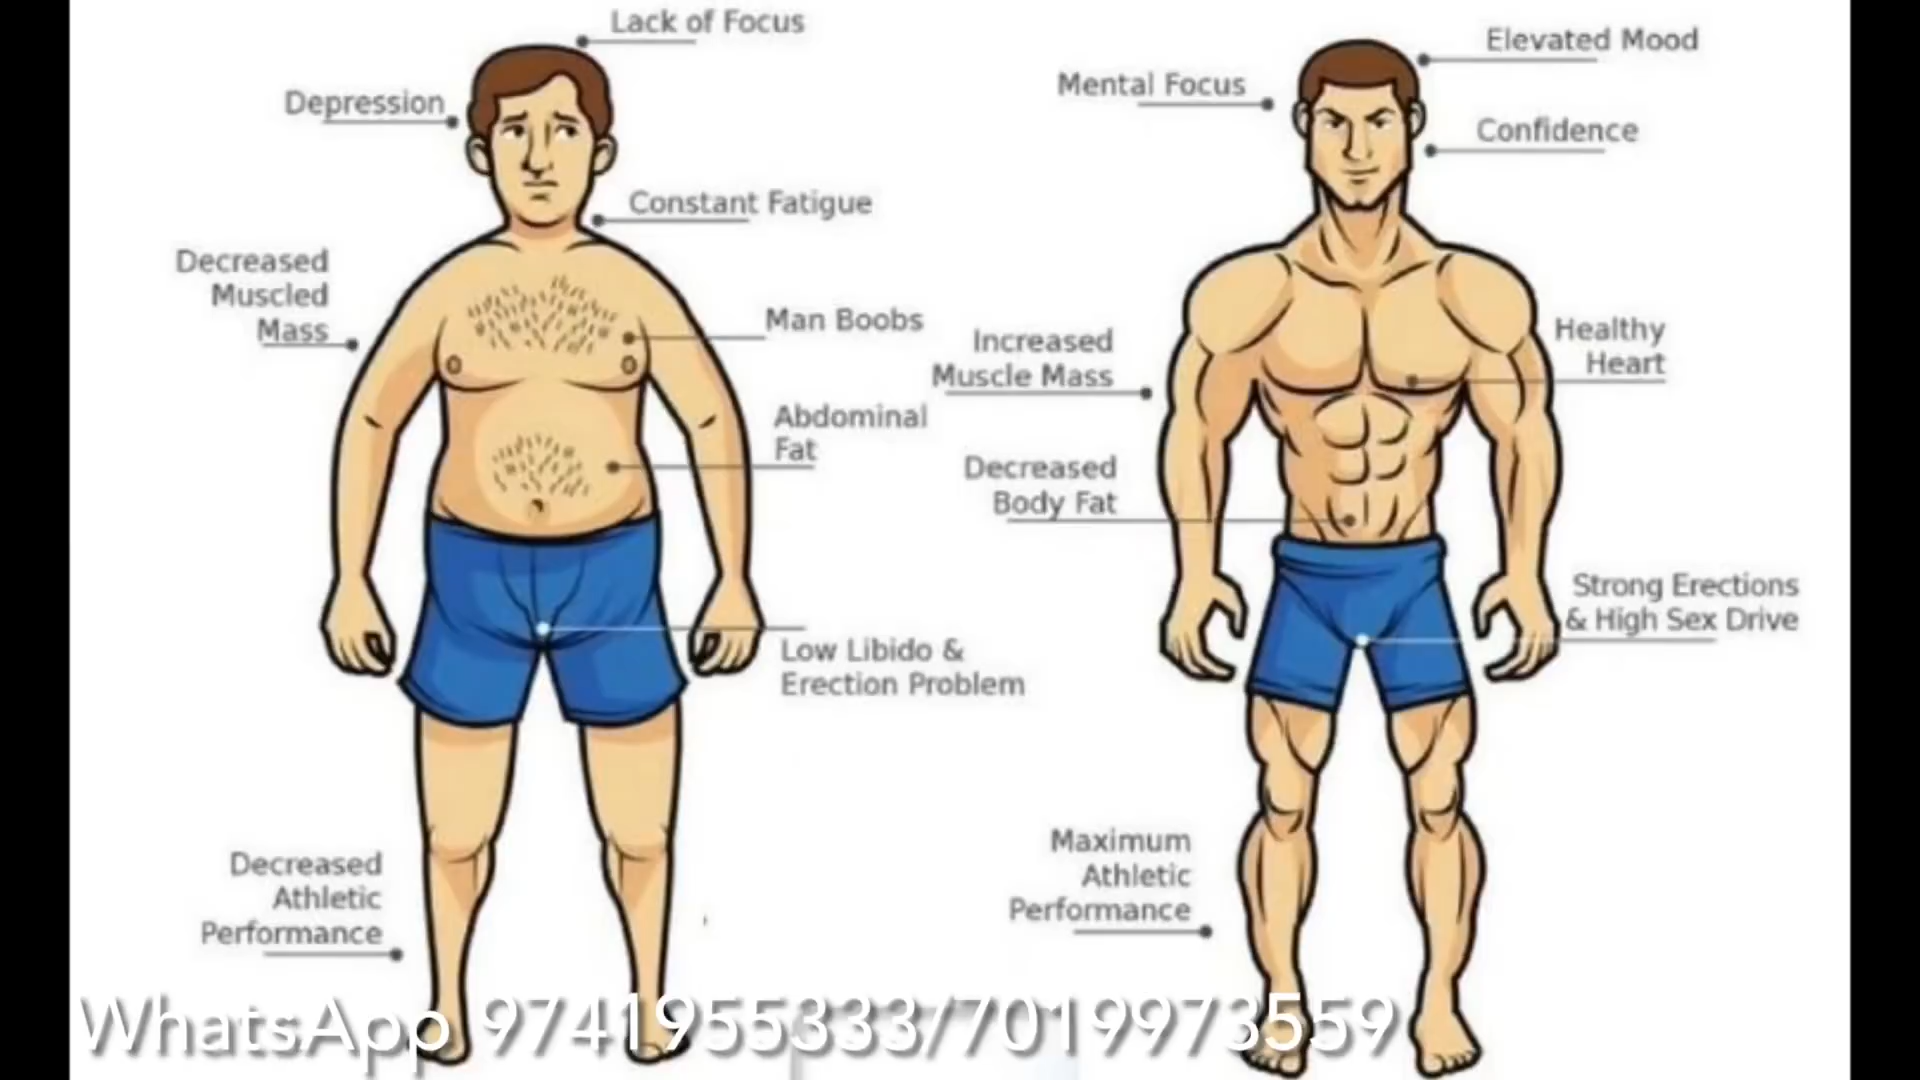 Lack of Focus
Depression
Constant Fatigue
Decreased
Muscled
Mass
Man Boobs
Abdominal
Fat
Low Libido &
Erection Problem
Decreased
Athletic
Performance
Elevated Mood
Mental Focus
Confidence
Healthy
Heart
Increased
Muscle Mass
Decreased
Body Fat
Strong Erections
& High Sex Drive
Maximum
Athletic
Performance
WhatsApp 9741955333/7019973559